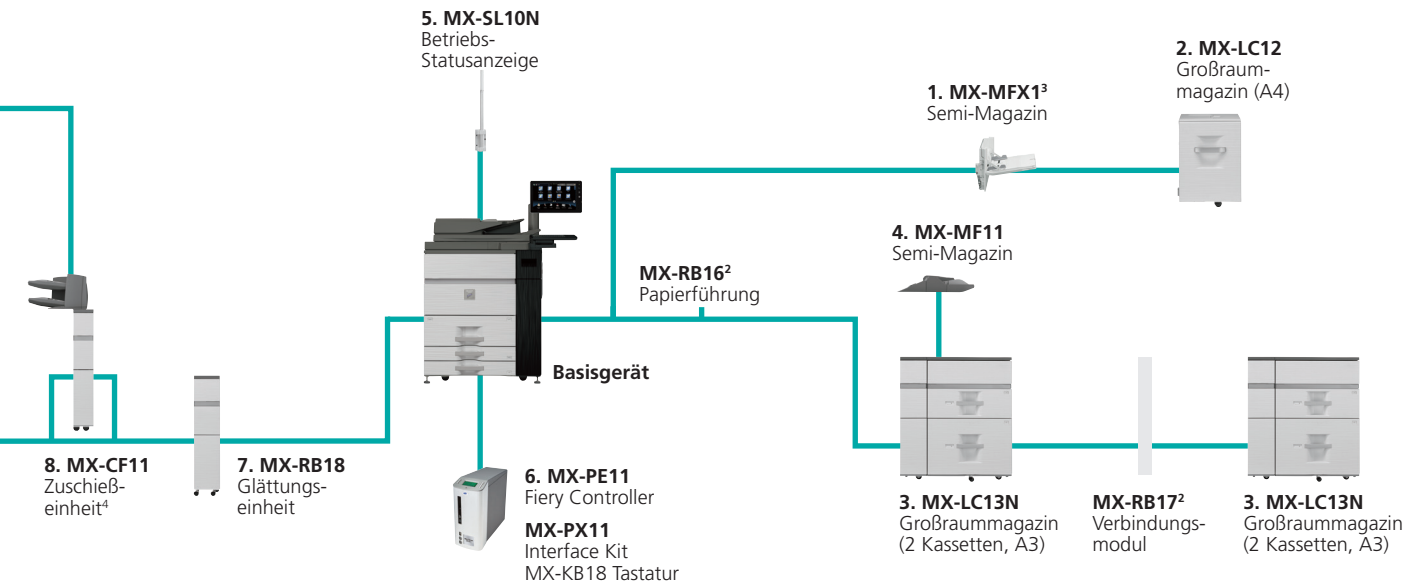 5. MX-SL10N
Betriebs-
Statusanzeige
2. MX-LC12
Großraum-
magazin (A4)
1. MX-MFX1³
Semi-Magazin
4. MX-MF11
Semi-Magazin
MX-RB16²
Papierführung
Basisgerät
8. MX-CF11
Zuschieß-
einheit⁴
7. MX-RB18
Glättungs-
einheit
6. MX-PE11
Fiery Controller
MX-PX11
Interface Kit
MX-KB18 Tastatur
3. MX-LC13N
Großraummagazin
(2 Kassetten, A3)
MX-RB17²
Verbindungs-
modul
3. MX-LC13N
Großraummagazin
(2 Kassetten, A3)